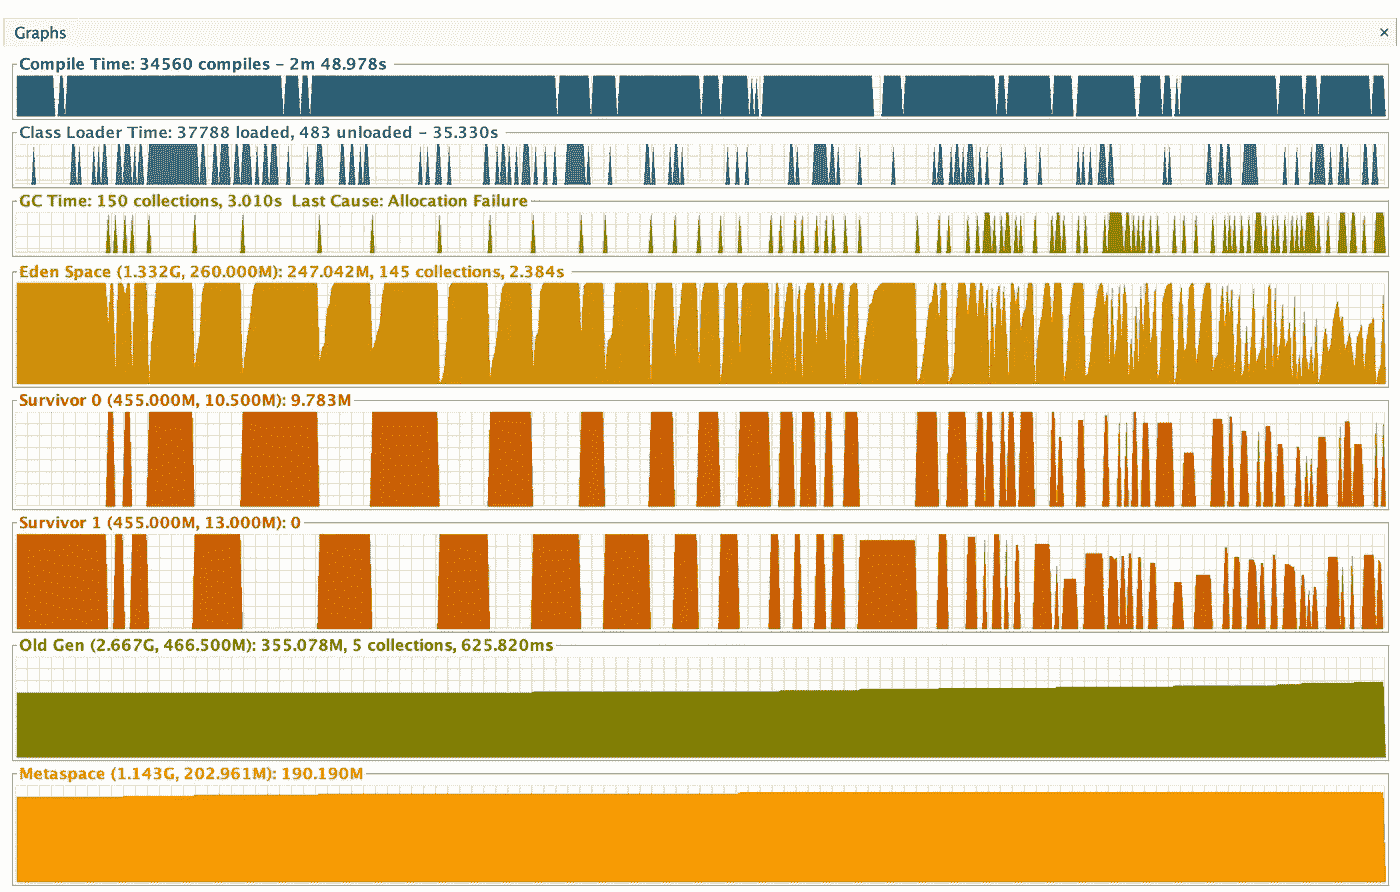 Graphs ×
Compile Time: 34560 compiles - 2m 48.978s
Class Loader Time: 37788 loaded, 483 unloaded - 35.330s
GC Time: 150 collections, 3.010s  Last Cause: Allocation Failure
Eden Space (1.332G, 260.000M): 247.042M, 145 collections, 2.384s
Survivor 0 (455.000M, 10.500M): 9.783M
Survivor 1 (455.000M, 13.000M): 0
Old Gen (2.667G, 466.500M): 355.078M, 5 collections, 625.820ms
Metaspace (1.143G, 202.961M): 190.190M